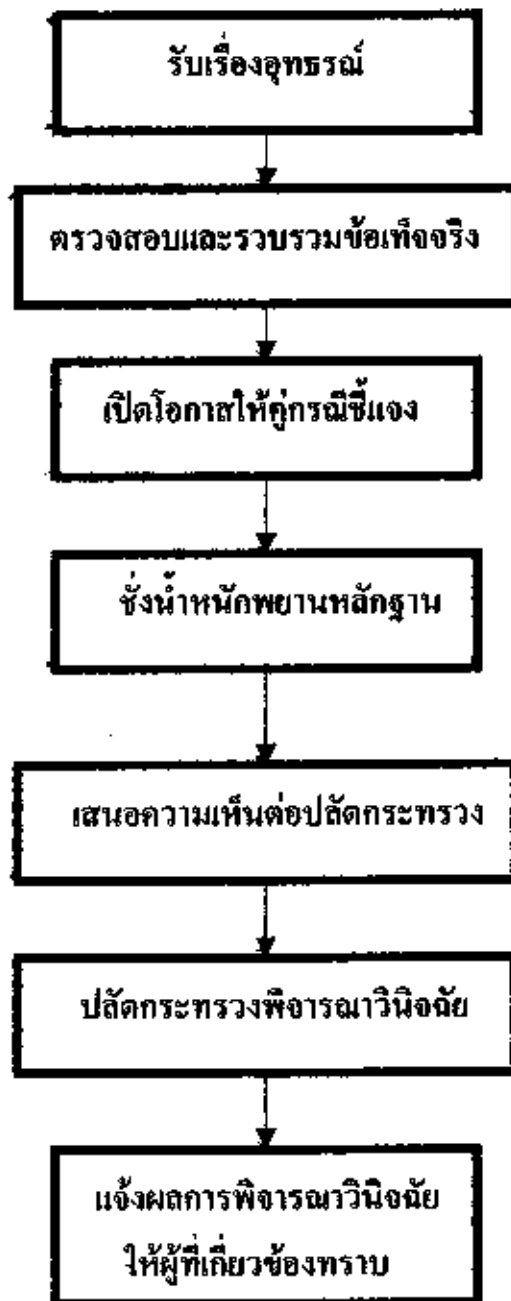 รับเรื่องอุทธรณ์
ตรวจสอบและรวบรวมข้อเท็จจริง
เปิดโอกาสให้คู่กรณีชี้แจง
ชั่งน้ำหนักพยานหลักฐาน
เสนอความเห็นต่อปลัดกระทรวง
ปลัดกระทรวงพิจารณาวินิจฉัย
แจ้งผลการพิจารณาวินิจฉัย
ให้ผู้ที่เกี่ยวข้องทราบ